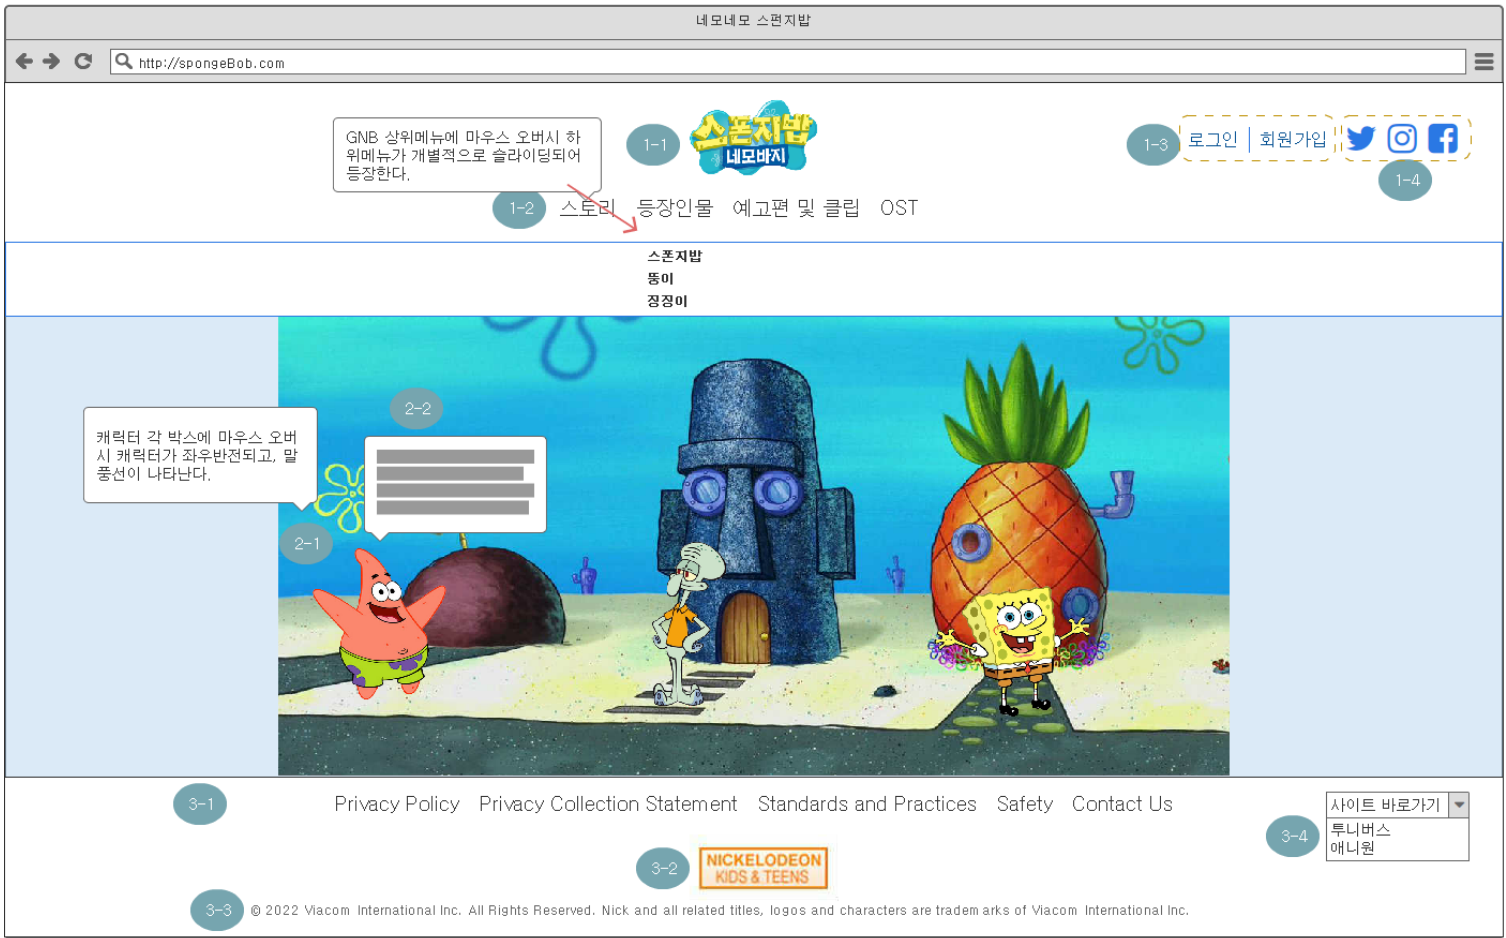 네모네모 스펀지밥
http://spongeBob.com
GNB 상위메뉴에 마우스 오버시 하
위메뉴가 개별적으로 슬라이딩되어
등장한다.
1-1
스폰지밥
네모바지
1-3
로그인 | 회원가입
1-4
1-2
스토리 등장인물 예고편 및 클립 OST
스폰지밥
뚱이
징징이
2-2
캐릭터 각 박스에 마우스 오버
시 캐릭터가 좌우반전되고, 말
풍선이 나타난다.
2-1
3-1
Privacy Policy Privacy Collection Statement Standards and Practices Safety Contact Us
사이트 바로가기
투니버스
애니원
3-4
3-2
NICKELODEON
KIDS & TEENS
3-3
© 2022 Viacom International Inc. All Rights Reserved. Nick and all related titles, logos and characters are trademarks of Viacom International Inc.